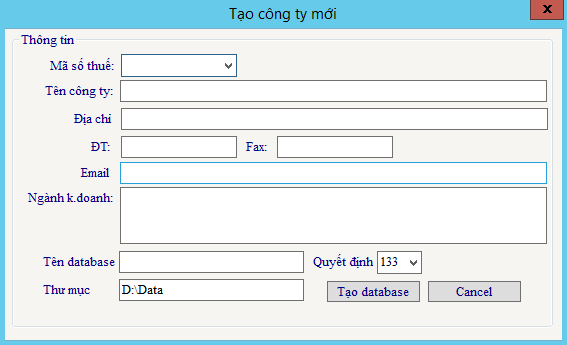 Tạo công ty mới
x
Thông tin
Mã số thuế:
Tên công ty:
Địa chỉ
ĐT: Fax:
Email
Ngành k.doanh:
Tên database Quyết định 133
Thư mục D:\Data Tạo database Cancel